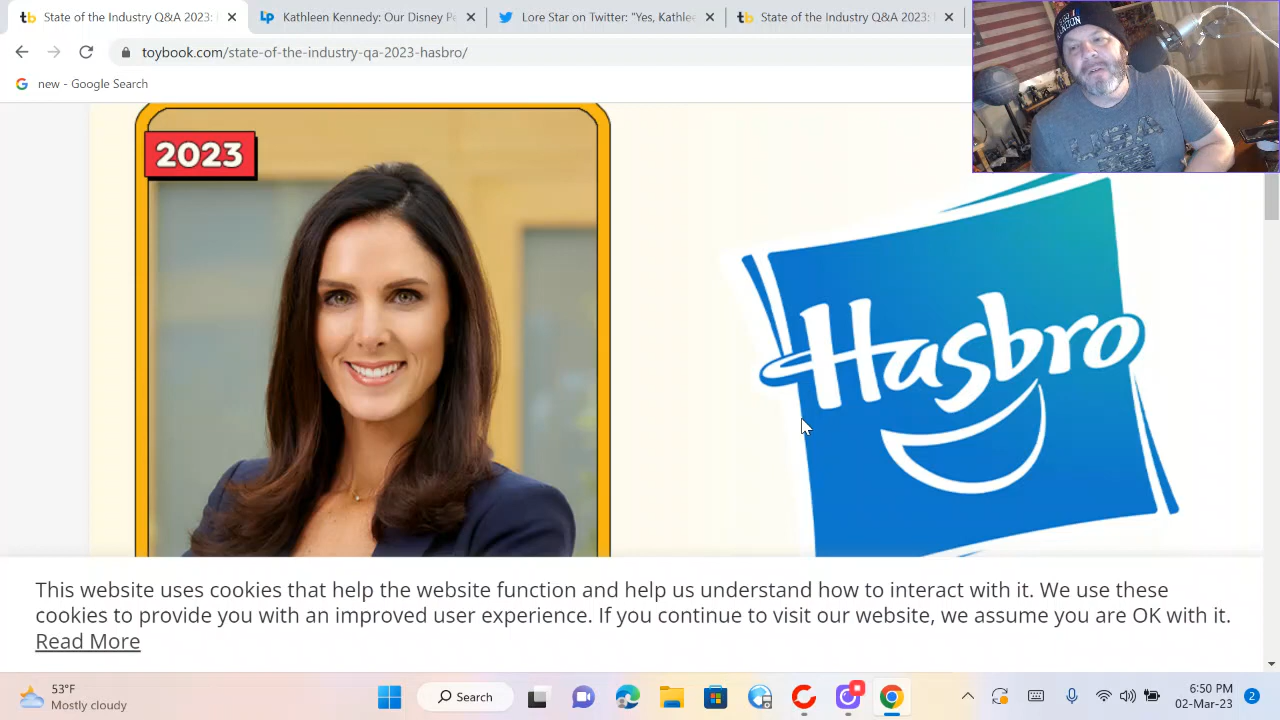 State of the Industry Q&A 2023:
Kathleen Kennedy: Our Disney P
Lore Star on Twitter: "Yes, Kathle
State of the Industry Q&A 2023:
toybook.com/state-of-the-industry-qa-2023-hasbro/
new - Google Search
2023
Hasbro
This website uses cookies that help the website function and help us understand how to interact with it. We use these
cookies to provide you with an improved user experience. If you continue to visit our website, we assume you are OK with it.
Read More
53°F
Mostly cloudy
Search
6:50 PM
02-Mar-23
2